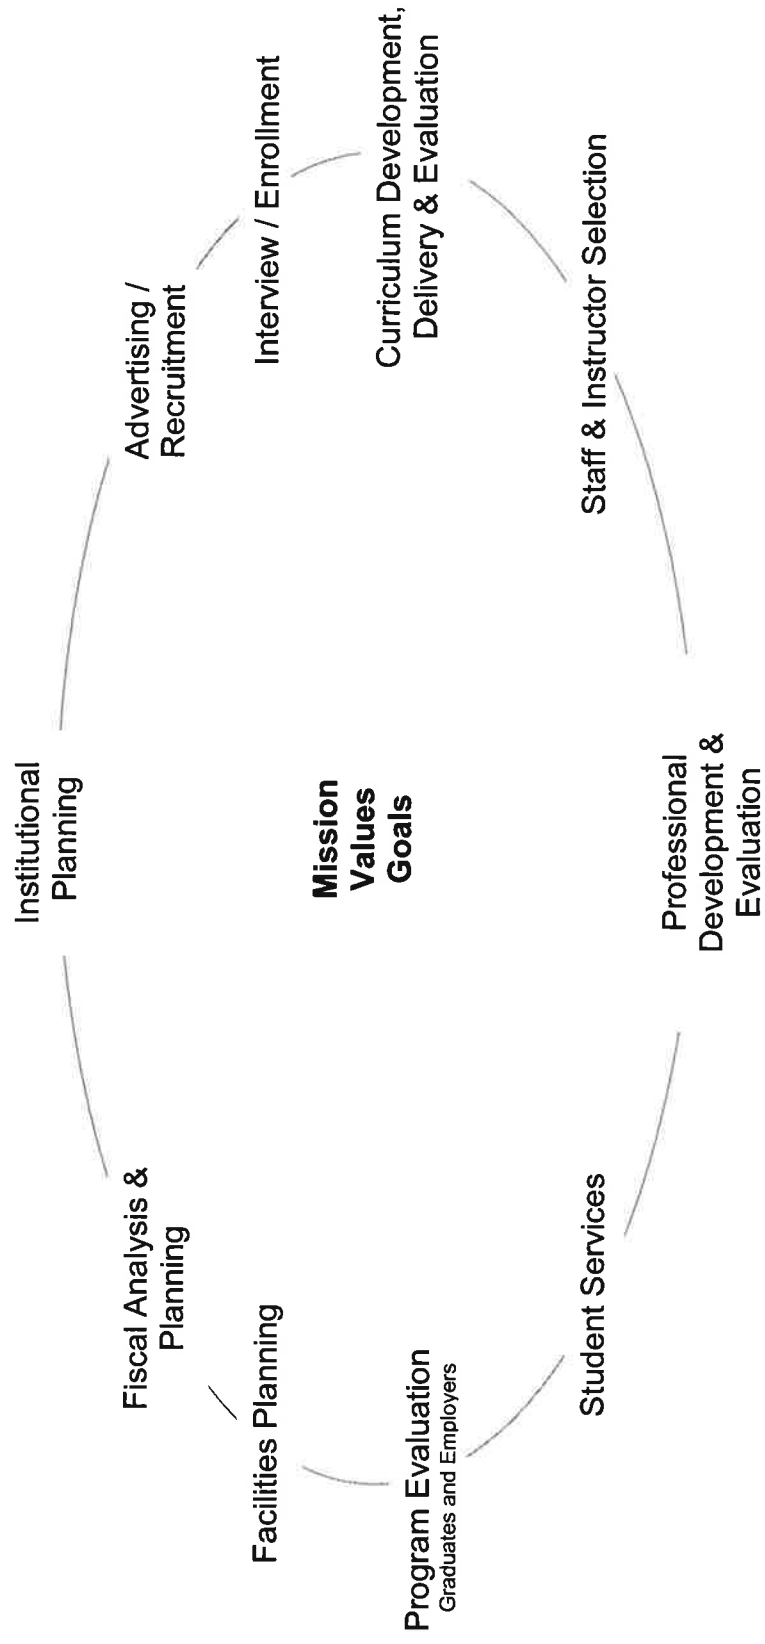 Institutional
Planning
Advertising /
Recruitment
Interview / Enrollment
Curriculum Development,
Delivery & Evaluation
Staff & Instructor Selection
Professional
Development &
Evaluation
Student Services
Program Evaluation
Graduates and Employers
Facilities Planning
Fiscal Analysis &
Planning
Mission
Values
Goals